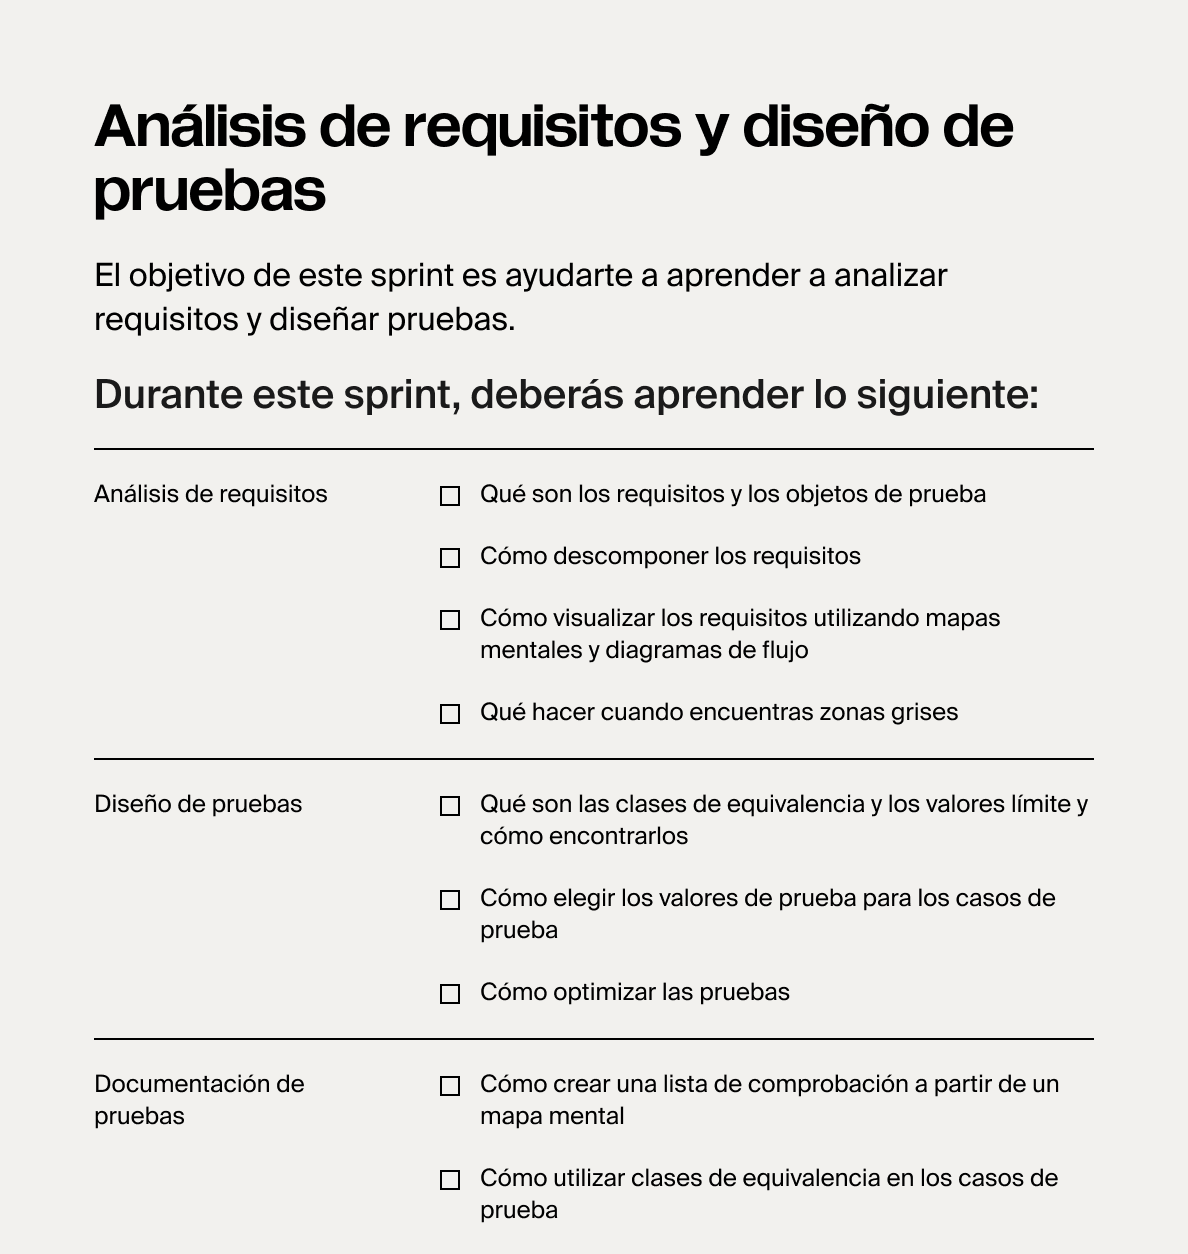 Análisis de requisitos y diseño de
pruebas
El objetivo de este sprint es ayudarte a aprender a analizar
requisitos y diseñar pruebas.
Durante este sprint, deberás aprender lo siguiente:
Análisis de requisitos
Qué son los requisitos y los objetos de prueba
Cómo descomponer los requisitos
Cómo visualizar los requisitos utilizando mapas
mentales y diagramas de flujo
Qué hacer cuando encuentras zonas grises
Diseño de pruebas
Qué son las clases de equivalencia y los valores límite y
cómo encontrarlos
Cómo elegir los valores de prueba para los casos de
prueba
Cómo optimizar las pruebas
Documentación de
pruebas
Cómo crear una lista de comprobación a partir de un
mapa mental
Cómo utilizar clases de equivalencia en los casos de
prueba